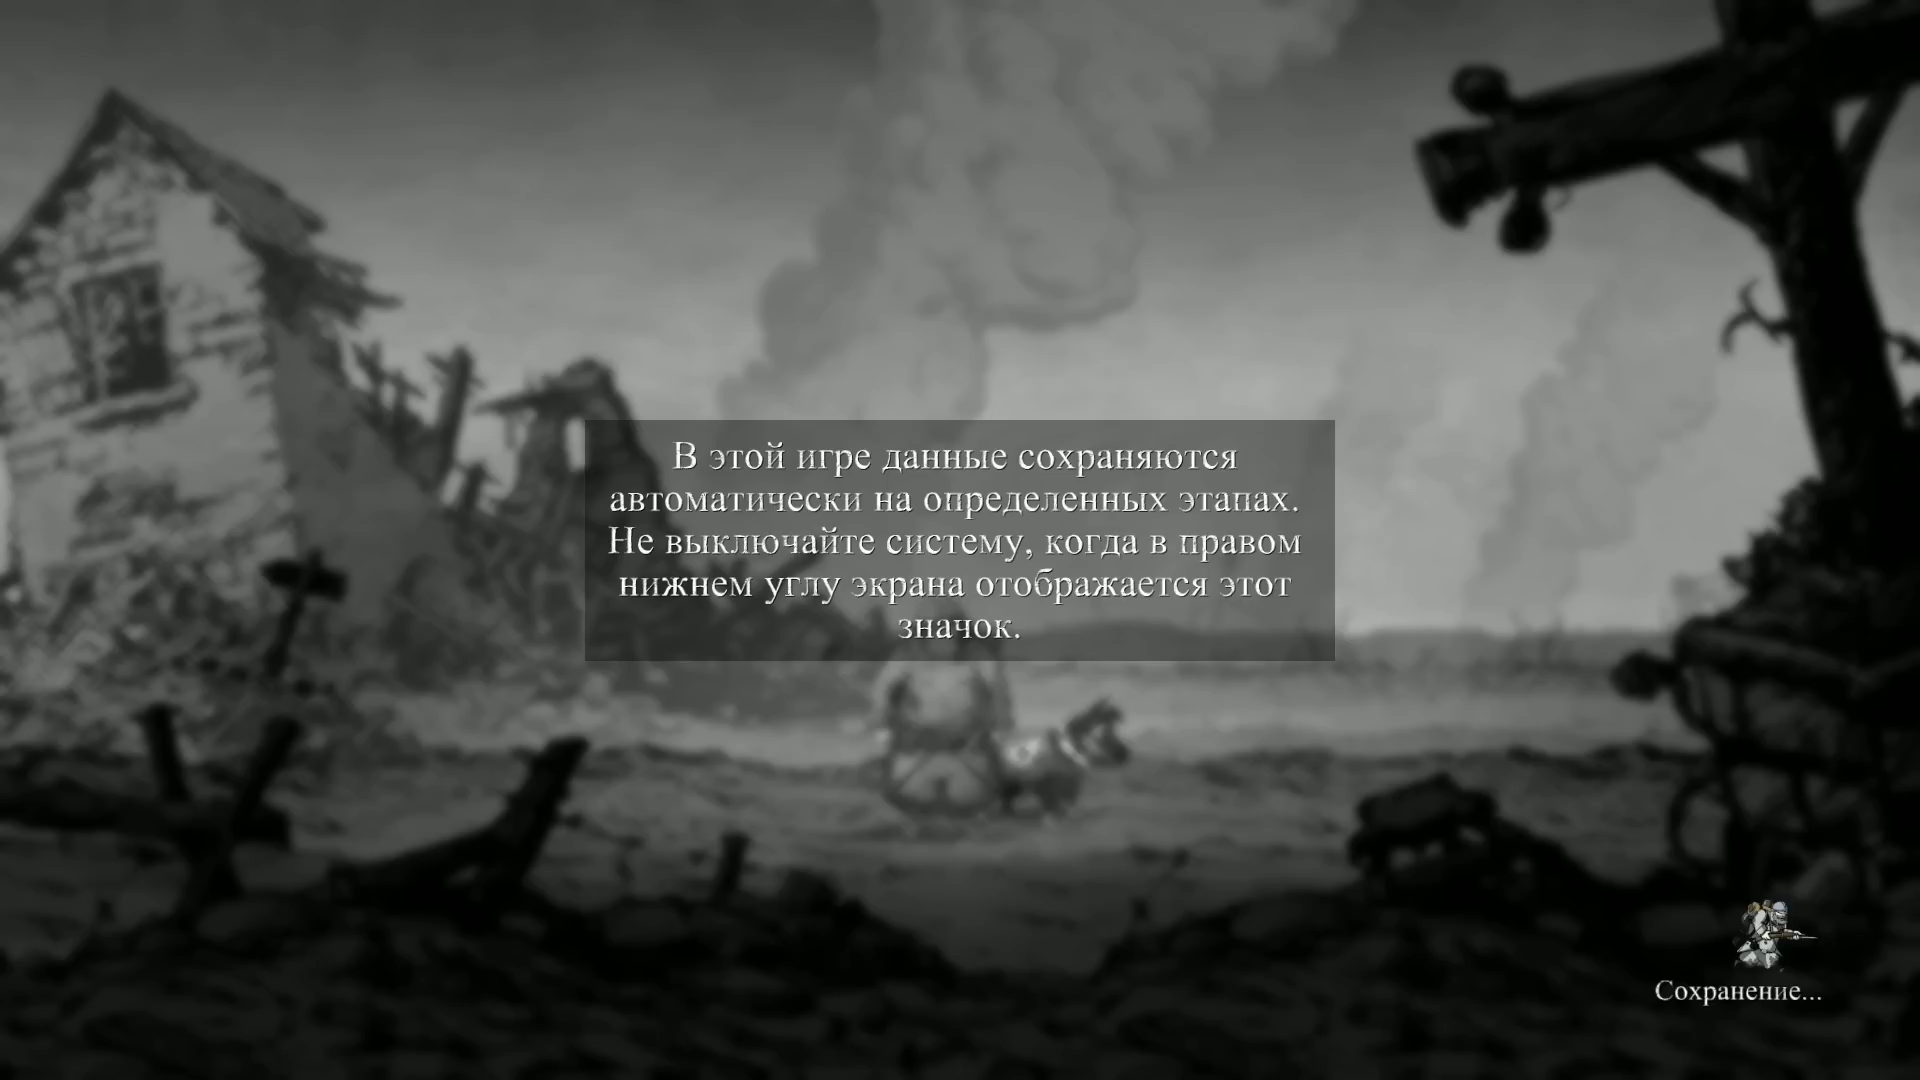 В этой игре данные сохраняются
автоматически на определенных этапах.
Не выключайте систему, когда в правом
нижнем углу экрана отображается этот
значок.
Сохранение...